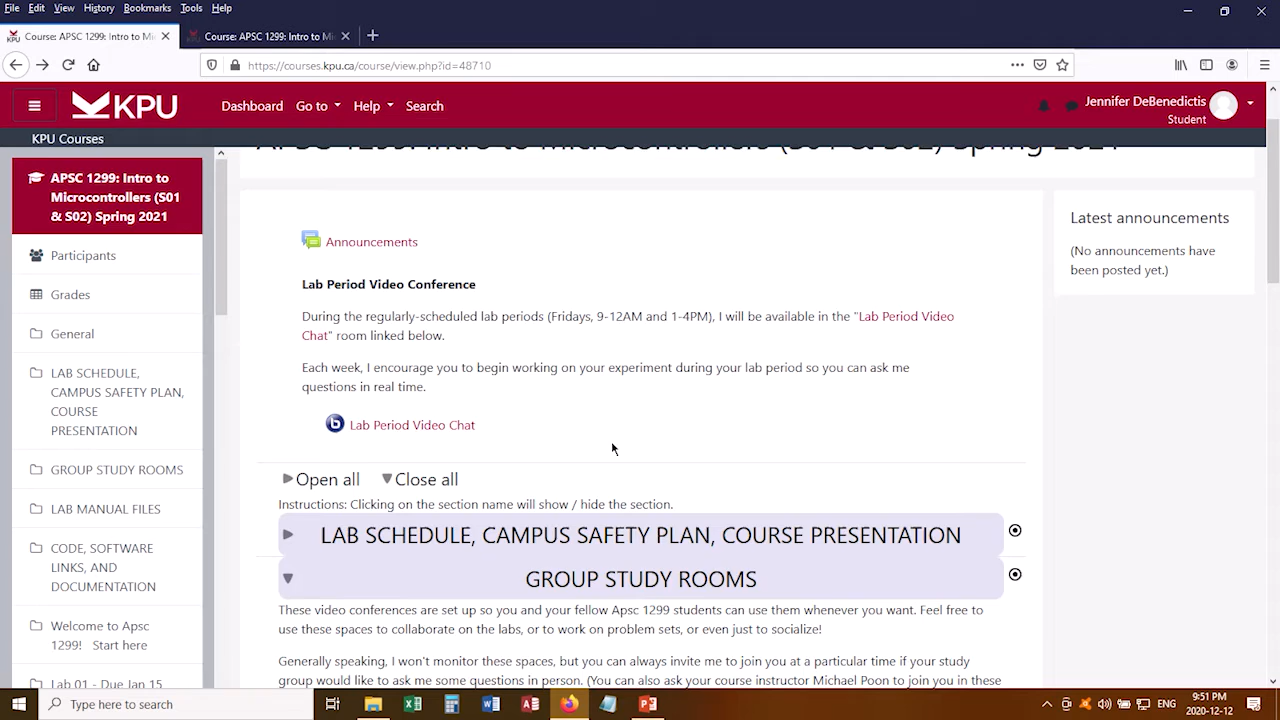 File Edit View History Bookmarks Tools Help
KPU Course: APSC 1299: Intro to Mi
KPU Course: APSC 1299: Intro to Mi
https://courses.kpu.ca/course/view.php?id=48710
KPU Dashboard Go to Help Search
Jennifer DeBenedictis
Student
KPU Courses
APSC 1299: Intro to Microcontrollers (S01 & S02) Spring 2021
APSC 1299: Intro to
Microcontrollers (S01
& S02) Spring 2021
Participants
Grades
General
LAB SCHEDULE,
CAMPUS SAFETY PLAN,
COURSE
PRESENTATION
GROUP STUDY ROOMS
LAB MANUAL FILES
CODE, SOFTWARE
LINKS, AND
DOCUMENTATION
Welcome to Apsc
1299! Start here
Lab 01 - Due Jan 15
Announcements
Lab Period Video Conference
During the regularly-scheduled lab periods (Fridays, 9-12AM and 1-4PM), I will be available in the "Lab Period Video
Chat" room linked below.
Each week, I encourage you to begin working on your experiment during your lab period so you can ask me
questions in real time.
b Lab Period Video Chat
Open all Close all
Instructions: Clicking on the section name will show / hide the section.
LAB SCHEDULE, CAMPUS SAFETY PLAN, COURSE PRESENTATION
GROUP STUDY ROOMS
These video conferences are set up so you and your fellow Apsc 1299 students can use them whenever you want. Feel free to
use these spaces to collaborate on the labs, or to work on problem sets, or even just to socialize!
Generally speaking, I won't monitor these spaces, but you can always invite me to join you at a particular time if your study
group would like to ask me some questions in person. (You can also ask your course instructor Michael Poon to join you in these
Latest announcements
(No announcements have
been posted yet.)
Type here to search
ENG
9:51 PM
2020-12-12